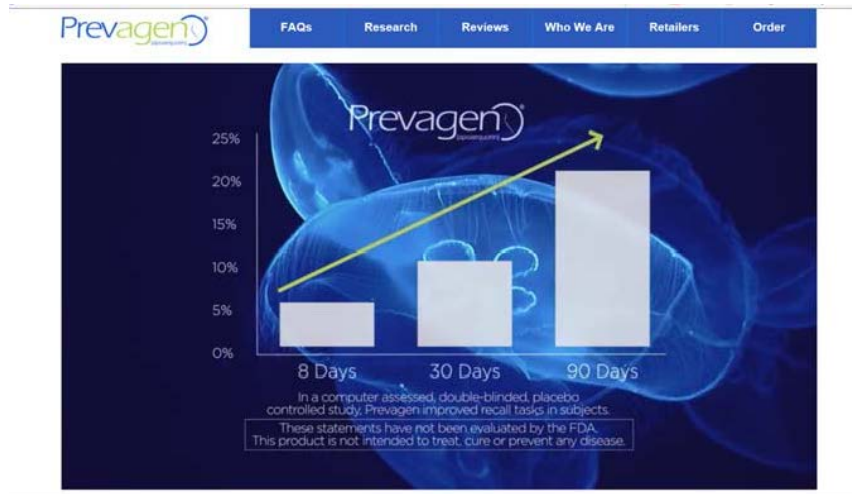 Prevagen®
(apoaequorin)
FAQs Research Reviews Who We Are Retailers Order
Prevagen®
(apoaequorin)
25%
20%
15%
10%
5%
0%
8 Days 30 Days 90 Days
In a computer assessed, double-blinded, placebo
controlled study, Prevagen improved recall tasks in subjects.
These statements have not been evaluated by the FDA.
This product is not intended to treat, cure or prevent any disease.